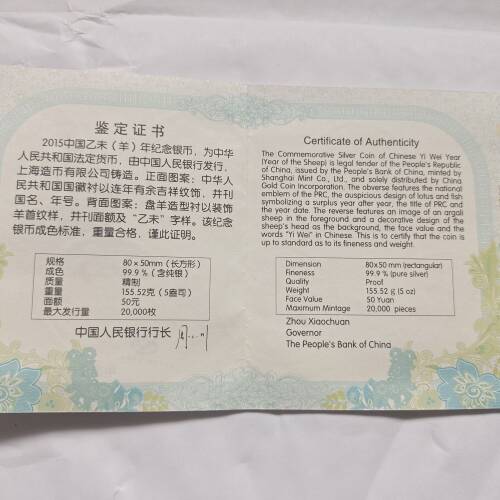 鉴定证书
2015中国乙未（羊）年纪念银币，为中华
人民共和国法定货币，由中国人民银行发行，
上海造币有限公司铸造。正面图案：中华人
民共和国国徽衬以连年有余吉祥纹饰，并刊
国名、年号。背面图案：盘羊造型衬以装饰
羊首纹样，并刊面额及“乙未”字样。该纪念
银币成色标准，重量合格，谨此证明。
规格 80×50mm（长方形）
成色 99.9％（含纯银）
质量 精制
重量 155.52克（5盎司）
面额 50元
最大发行量 20,000枚
中国人民银行行长
Certificate of Authenticity
The Commemorative Silver Coin of Chinese Yi Wei Year
(Year of the Sheep) is legal tender of the People's Republic
of China, issued by the People's Bank of China, minted by
Shanghai Mint Co., Ltd., and solely distributed by China
Gold Coin Incorporation. The obverse features the national
emblem of the PRC, the auspicious design of lotus and fish
symbolizing a surplus year after year, the title of PRC and
the year date. The reverse features an image of an argali
sheep in the foreground and a decorative design of the
sheep's head as the background, the face value and the
words "Yi Wei" in Chinese. This is to certify that the coin is
up to standard as to its fineness and weight.
Dimension 80×50 mm (rectangular)
Fineness 99.9 % (pure silver)
Quality Proof
Weight 155.52 g (5 oz)
Face Value 50 Yuan
Maximum Mintage 20,000 pieces
Zhou Xiaochuan
Governor
The People's Bank of China